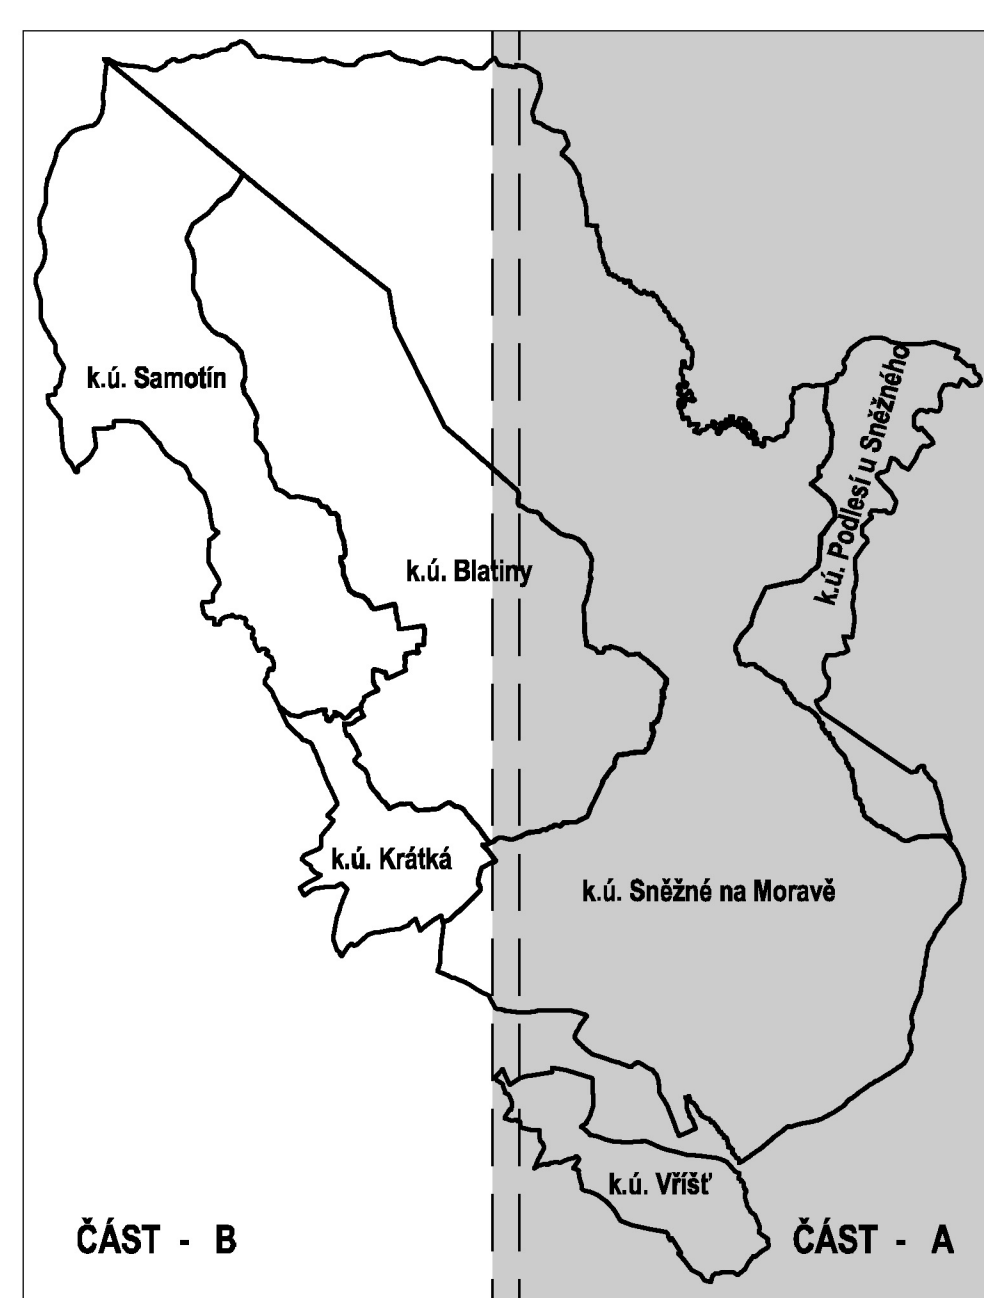 k.ú. Samotín
k.ú. Podlesí u Sněžného
k.ú. Blatiny
k.ú. Krátká
k.ú. Sněžné na Moravě
k.ú. Vříšť
ČÁST - B
ČÁST - A